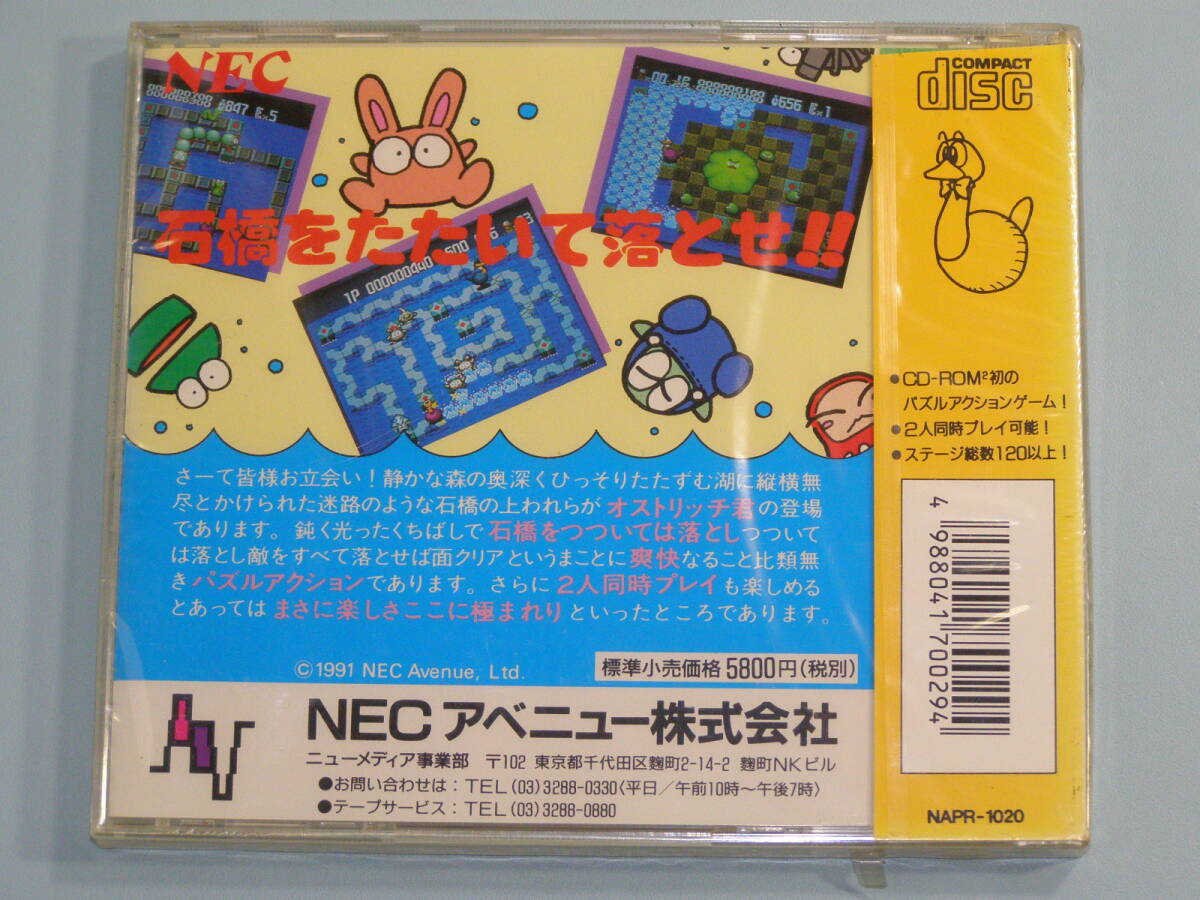 NEC
石橋をたたいて落とせ!!
1P 000000440
さーて皆様お立会い！静かな森の奥深くひっそりたたずむ湖に縦横無
尽とかけられた迷路のような石橋の上われらが オストリッチ君の登場
であります。鈍く光ったくちばしで 石橋をつついては落としつつい­て
は落とし敵をすべて落とせば面クリアというまことに爽快なること比類無
きパズルアクションであります。さらに2人同時プレイも楽しめる
とあっては まさに楽しさここに極まれり といったところであります。
©1991 NEC Avenue, Ltd.
標準小売価格 5800円(税別)
NECアベニュー株式会社
ニューメディア事業部 〒102 東京都千代田区麹町2-14-2 麹町NKビル
●お問い合わせは：TEL (03)3288-0330〈平日／午前10時〜午後7時〉
●テープサービス：TEL (03)3288-0880
COMPACT
disc
●CD-ROM²初の
パズルアクションゲーム！
●2人同時プレイ可能！
●ステージ総数120以上！
4 988041 700294
NAPR-1020